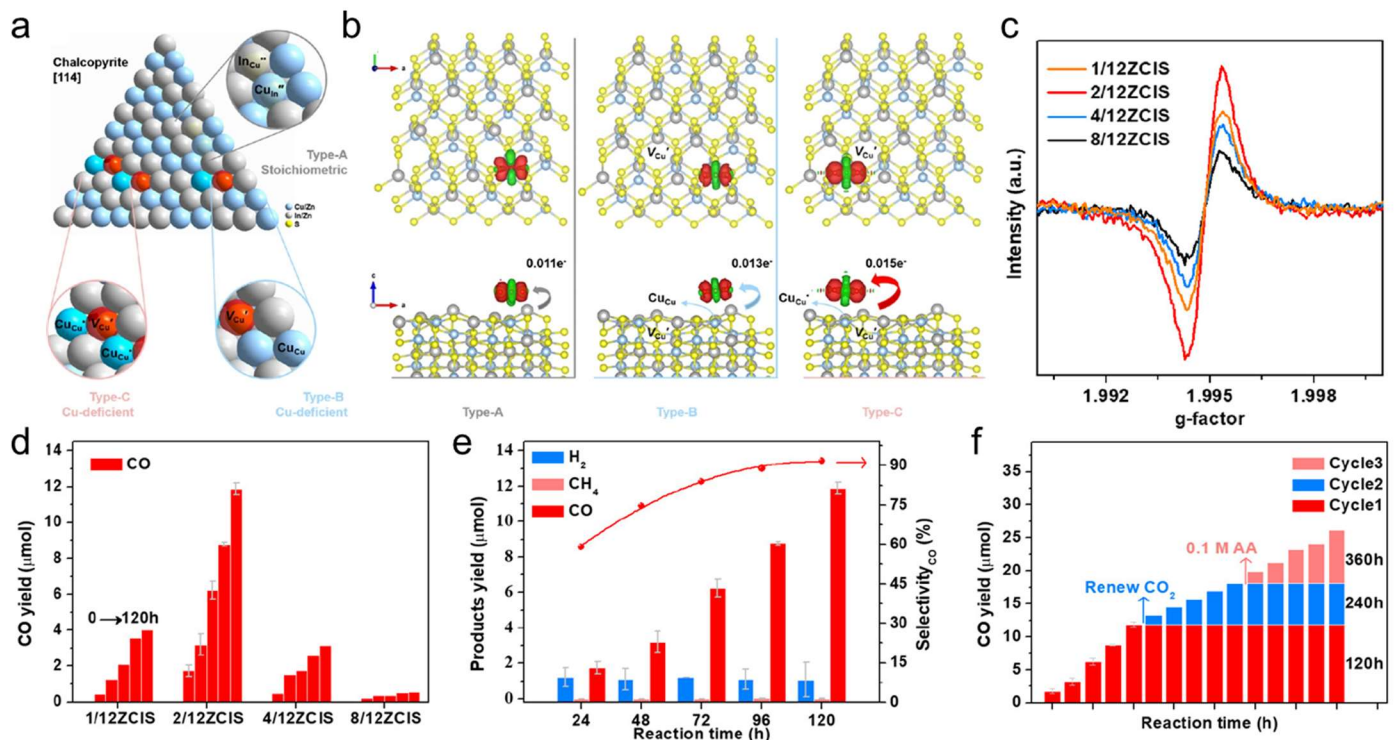 a
Chalcopyrite
[114]
In_Cu¨
Cu_In″
Type-A
Stoichiometric
Cu/Zn
In/Zn
S
Cu_Cu˙
V_Cu′
Cu_Cu˙
V_Cu′
Cu_Cu
Type-C
Cu-deficient
Type-B
Cu-deficient
b
a
V_Cu′
V_Cu′
0.011e⁻
0.013e⁻
0.015e⁻
c
a
Cu_Cu
V_Cu′
Cu_Cu˙
V_Cu′
Type-A
Type-B
Type-C
c
1/12ZCIS
2/12ZCIS
4/12ZCIS
8/12ZCIS
Intensity (a.u.)
1.992 1.995 1.998
g-factor
d
CO
CO yield (μmol)
14
12
10
8
6
4
2
0
0 → 120h
1/12ZCIS 2/12ZCIS 4/12ZCIS 8/12ZCIS
e
H₂
CH₄
CO
Products yield (μmol)
14
12
10
8
6
4
2
0
90
75
60
45
30
15
0
Selectivity_CO (%)
24 48 72 96 120
Reaction time (h)
f
Cycle3
Cycle2
Cycle1
CO yield (μmol)
35
30
25
20
15
10
5
0
0.1 M AA
Renew CO₂
360h
240h
120h
Reaction time (h)